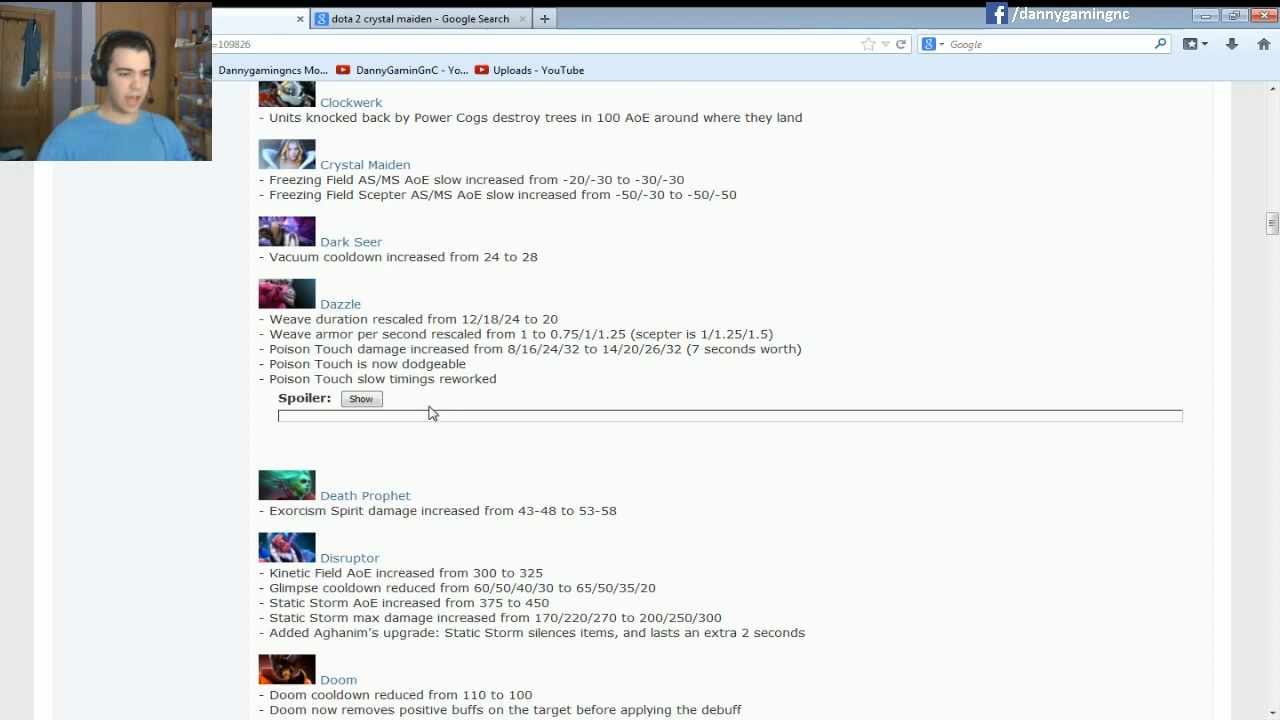 dota 2 crystal maiden - Google Search
/dannygamingnc
=109826
Google
Dannygamingncs Mo...
DannyGaminGnC - Yo...
Uploads - YouTube
Clockwerk
- Units knocked back by Power Cogs destroy trees in 100 AoE around where they land
Crystal Maiden
- Freezing Field AS/MS AoE slow increased from -20/-30 to -30/-30
- Freezing Field Scepter AS/MS AoE slow increased from -50/-30 to -50/-50
Dark Seer
- Vacuum cooldown increased from 24 to 28
Dazzle
- Weave duration rescaled from 12/18/24 to 20
- Weave armor per second rescaled from 1 to 0.75/1/1.25 (scepter is 1/1.25/1.5)
- Poison Touch damage increased from 8/16/24/32 to 14/20/26/32 (7 seconds worth)
- Poison Touch is now dodgeable
- Poison Touch slow timings reworked
Spoiler: Show
Death Prophet
- Exorcism Spirit damage increased from 43-48 to 53-58
Disruptor
- Kinetic Field AoE increased from 300 to 325
- Glimpse cooldown reduced from 60/50/40/30 to 65/50/35/20
- Static Storm AoE increased from 375 to 450
- Static Storm max damage increased from 170/220/270 to 200/250/300
- Added Aghanim's upgrade: Static Storm silences items, and lasts an extra 2 seconds
Doom
- Doom cooldown reduced from 110 to 100
- Doom now removes positive buffs on the target before applying the debuff